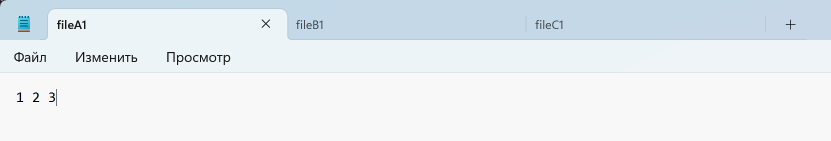 fileA1 fileB1 fileC1
Файл Изменить Просмотр
1 2 3